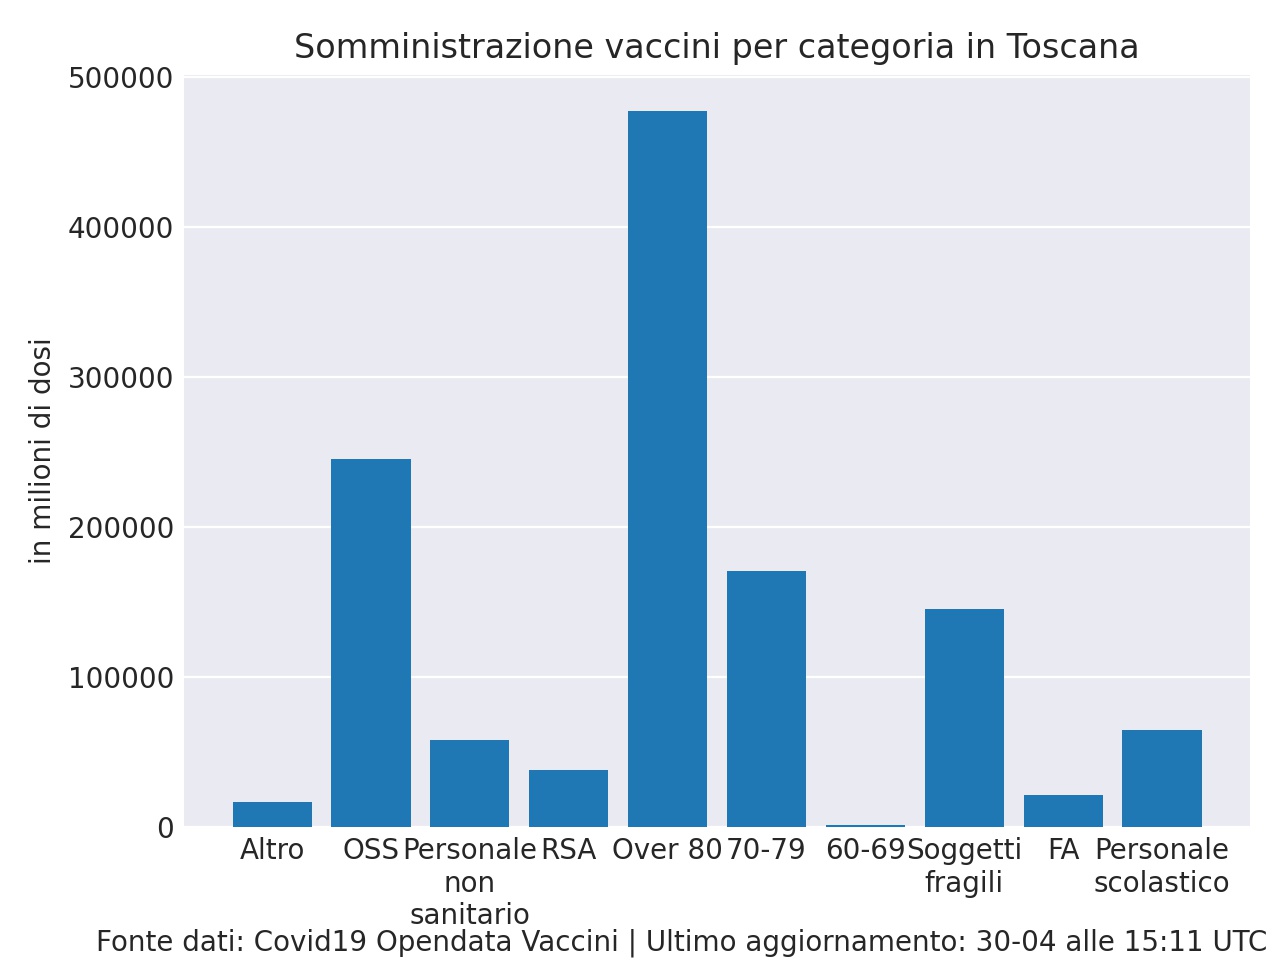 Somministrazione vaccini per categoria in Toscana
in milioni di dosi
500000
400000
300000
200000
100000
0
Altro
OSS
Personale
non
sanitario
RSA
Over 80
70-79
60-69
Soggetti
fragili
FA
Personale
scolastico
Fonte dati: Covid19 Opendata Vaccini | Ultimo aggiornamento: 30-04 alle 15:11 UTC